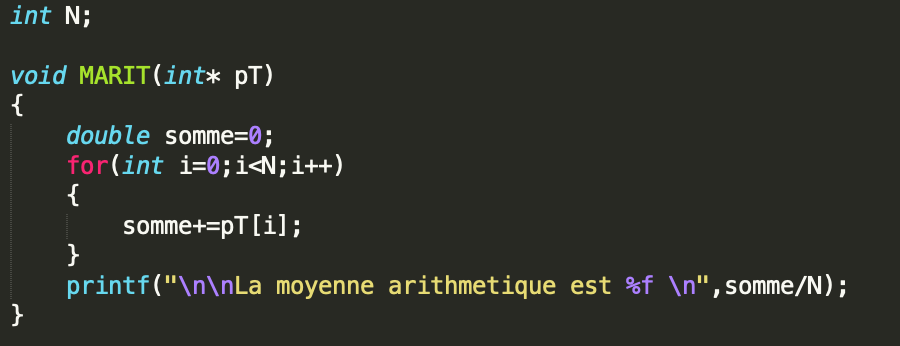 int N;
void MARIT(int* pT)
{
double somme=0;
for(int i=0;i<N;i++)
{
somme+=pT[i];
}
printf("\n\nLa moyenne arithmetique est %f \n",somme/N);
}